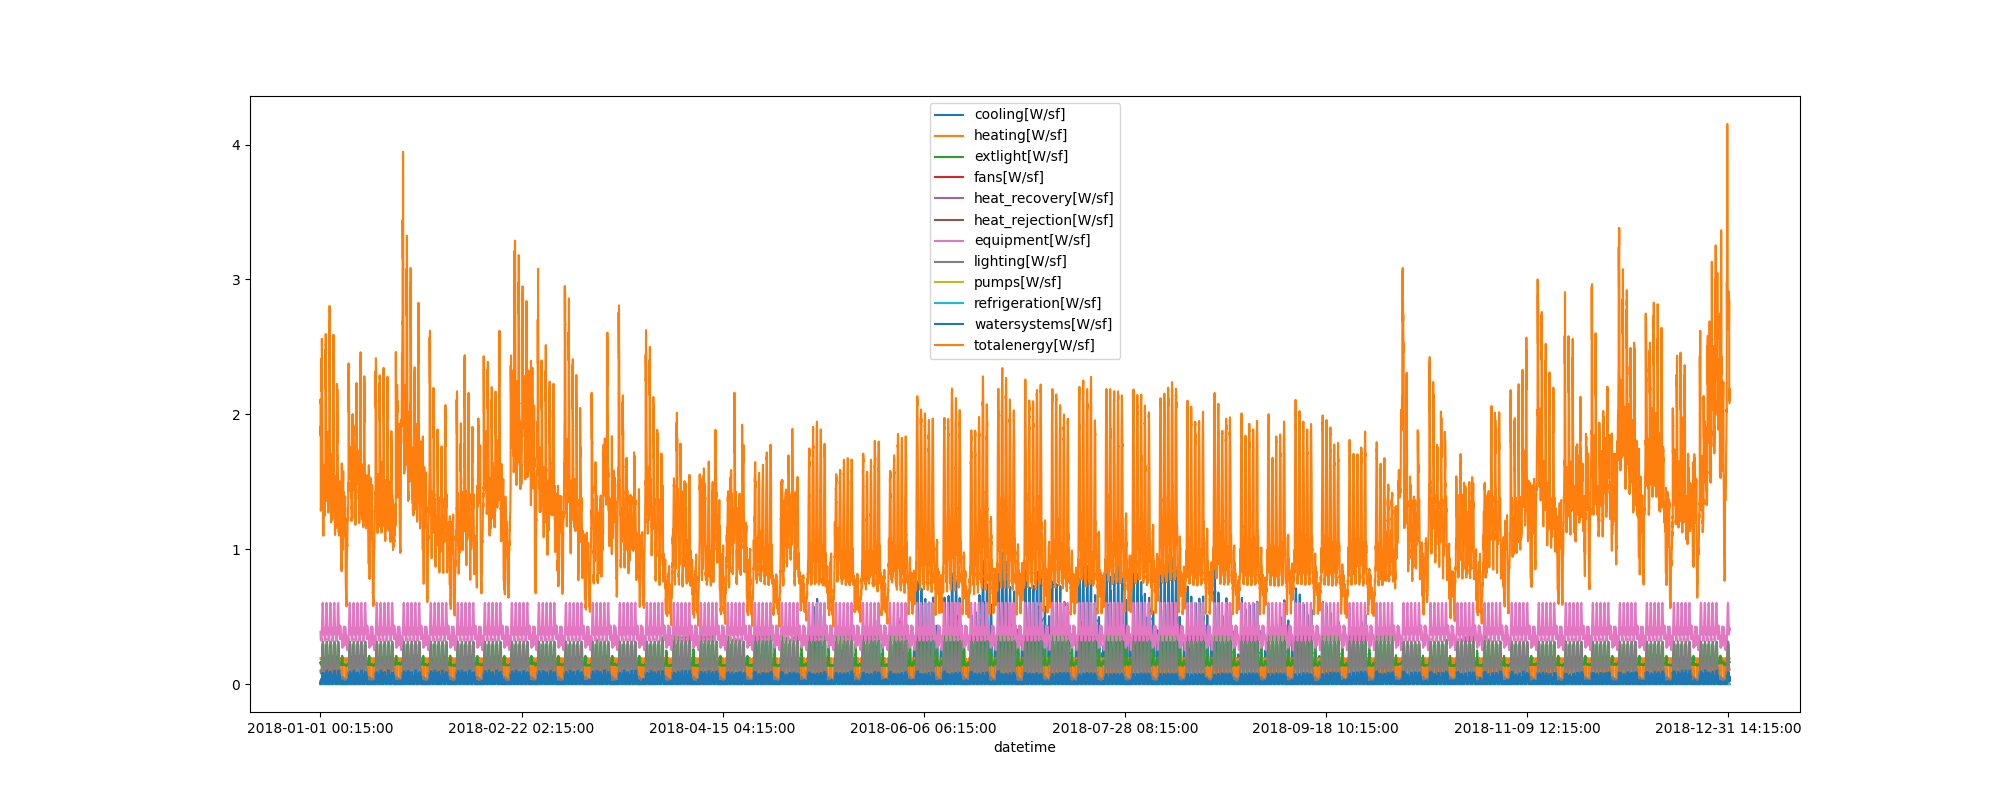 cooling[W/sf]
heating[W/sf]
extlight[W/sf]
fans[W/sf]
heat_recovery[W/sf]
heat_rejection[W/sf]
equipment[W/sf]
lighting[W/sf]
pumps[W/sf]
refrigeration[W/sf]
watersystems[W/sf]
totalenergy[W/sf]
4
3
2
1
0
2018-01-01 00:15:00 2018-02-22 02:15:00 2018-04-15 04:15:00 2018-06-06 06:15:00 2018-07-28 08:15:00 2018-09-18 10:15:00 2018-11-09 12:15:00 2018-12-31 14:15:00
datetime